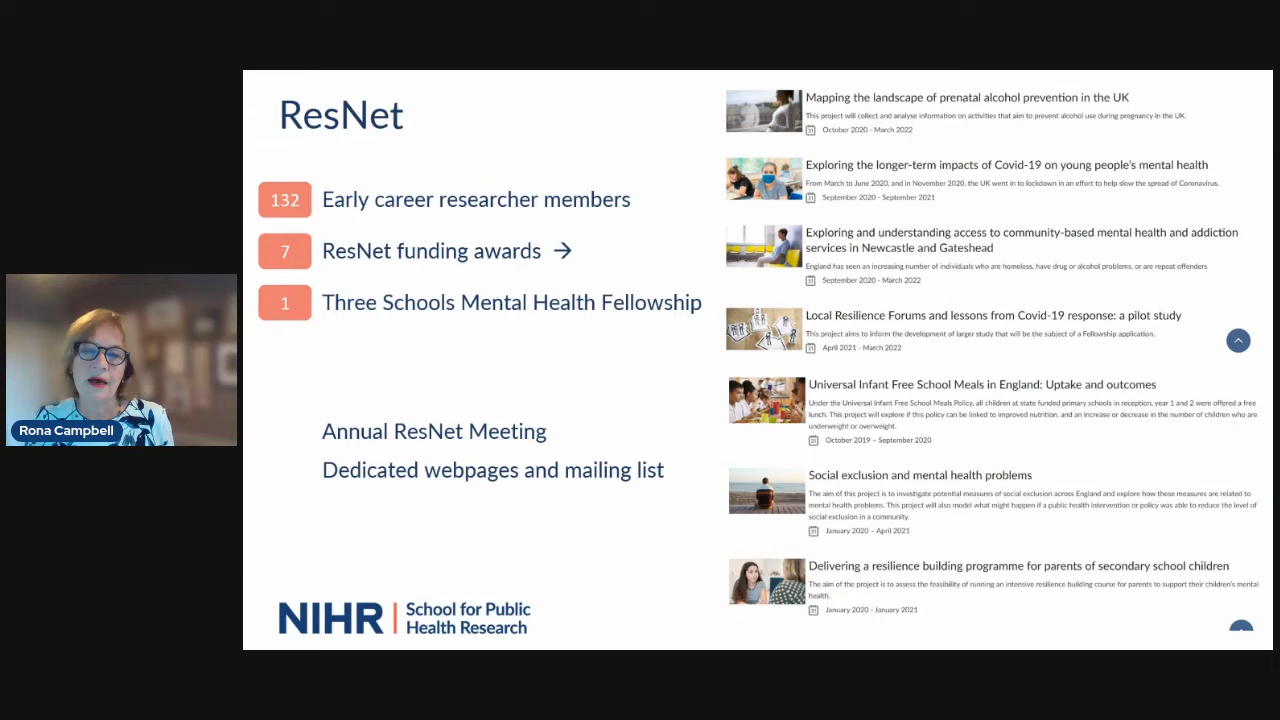 ResNet
132 Early career researcher members
7 ResNet funding awards →
1 Three Schools Mental Health Fellowship
Annual ResNet Meeting
Dedicated webpages and mailing list
NIHR | School for Public
Health Research
Rona Campbell
Mapping the landscape of prenatal alcohol prevention in the UK
This project will collect and analyse information on activities that aim to prevent alcohol use during pregnancy in the UK.
October 2020 - March 2022
Exploring the longer-term impacts of Covid-19 on young people's mental health
From March to June 2020, and in November 2020, the UK went in to lockdown in an effort to help slow the spread of Coronavirus.
September 2020 - September 2021
Exploring and understanding access to community-based mental health and addiction
services in Newcastle and Gateshead
England has seen an increasing number of individuals who are homeless, have drug or alcohol problems, or are repeat offenders
September 2020 - March 2022
Local Resilience Forums and lessons from Covid-19 response: a pilot study
This project aims to inform the development of larger study that will be the subject of a Fellowship application.
April 2021 - March 2022
Universal Infant Free School Meals in England: Uptake and outcomes
Under the Universal Infant Free School Meals Policy, all children at state funded primary schools in reception, year 1 and 2 were offered a free
lunch. This project will explore if this policy can be linked to improved nutrition, and an increase or decrease in the number of children who are
underweight or overweight.
October 2019 – September 2020
Social exclusion and mental health problems
The aim of this project is to investigate potential measures of social exclusion across England and explore how these measures are related to
mental health problems. This project will also model what might happen if a public health intervention or policy was able to reduce the level of
social exclusion in a community.
January 2020 – April 2021
Delivering a resilience building programme for parents of secondary school children
The aim of the project is to assess the feasibility of running an intensive resilience building course for parents to support their children's mental
health.
January 2020 - January 2021